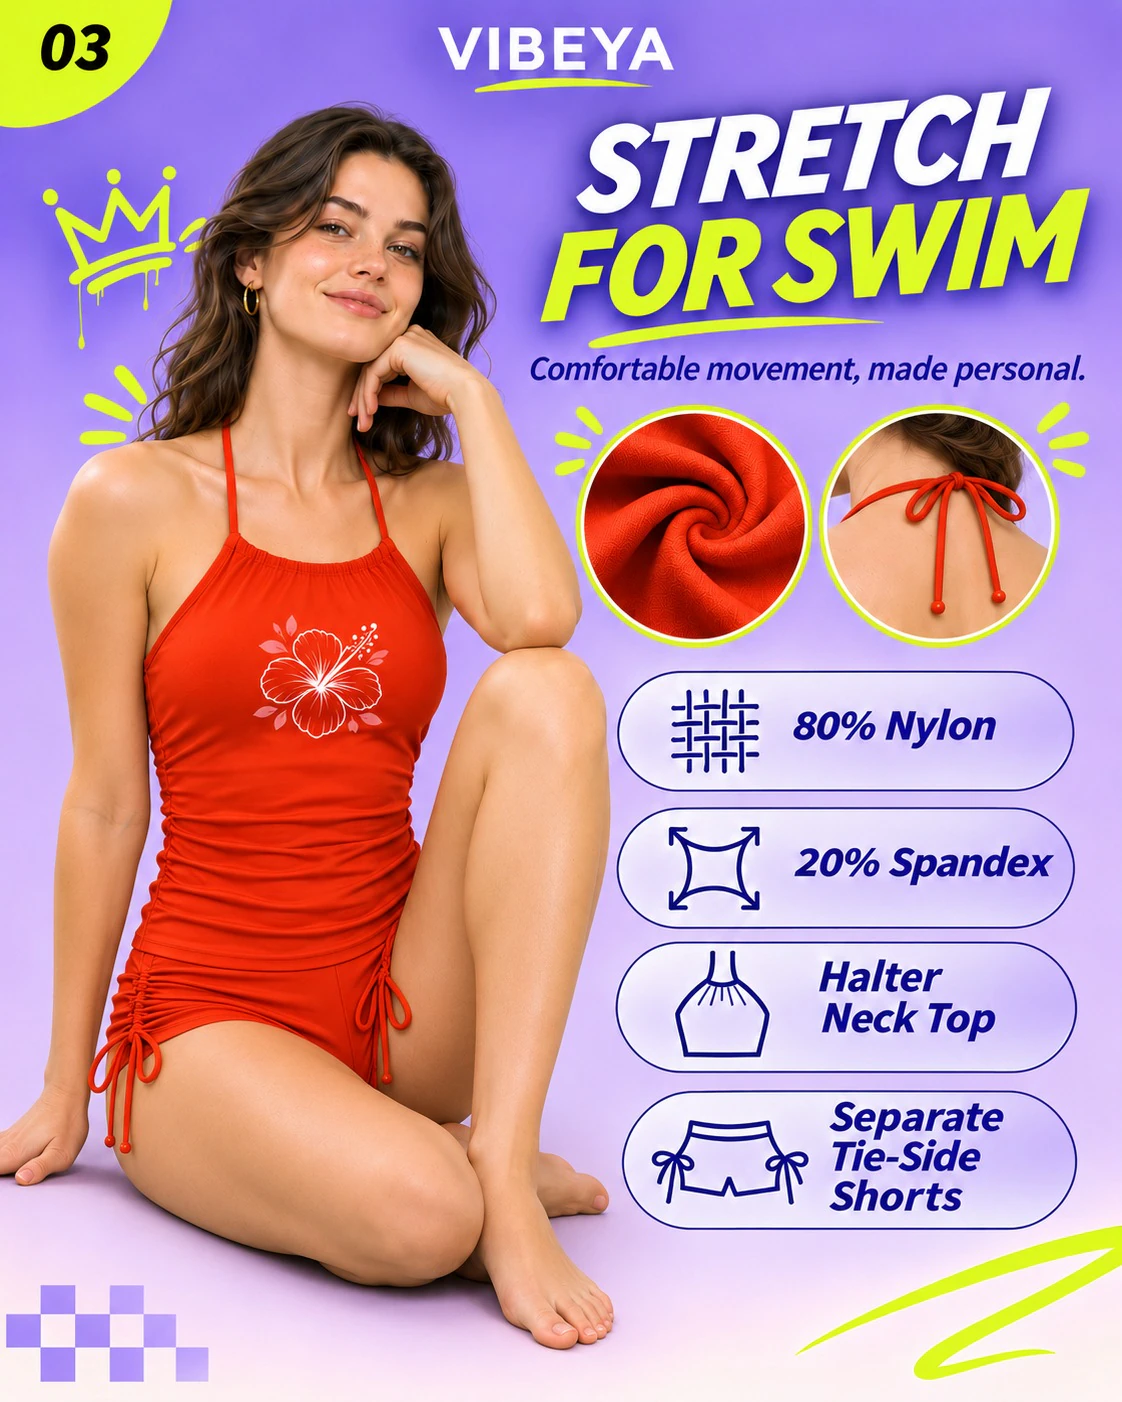 03
VIBEYA
STRETCH
FOR SWIM
Comfortable movement, made personal.
80% Nylon
20% Spandex
Halter
Neck Top
Separate
Tie-Side
Shorts